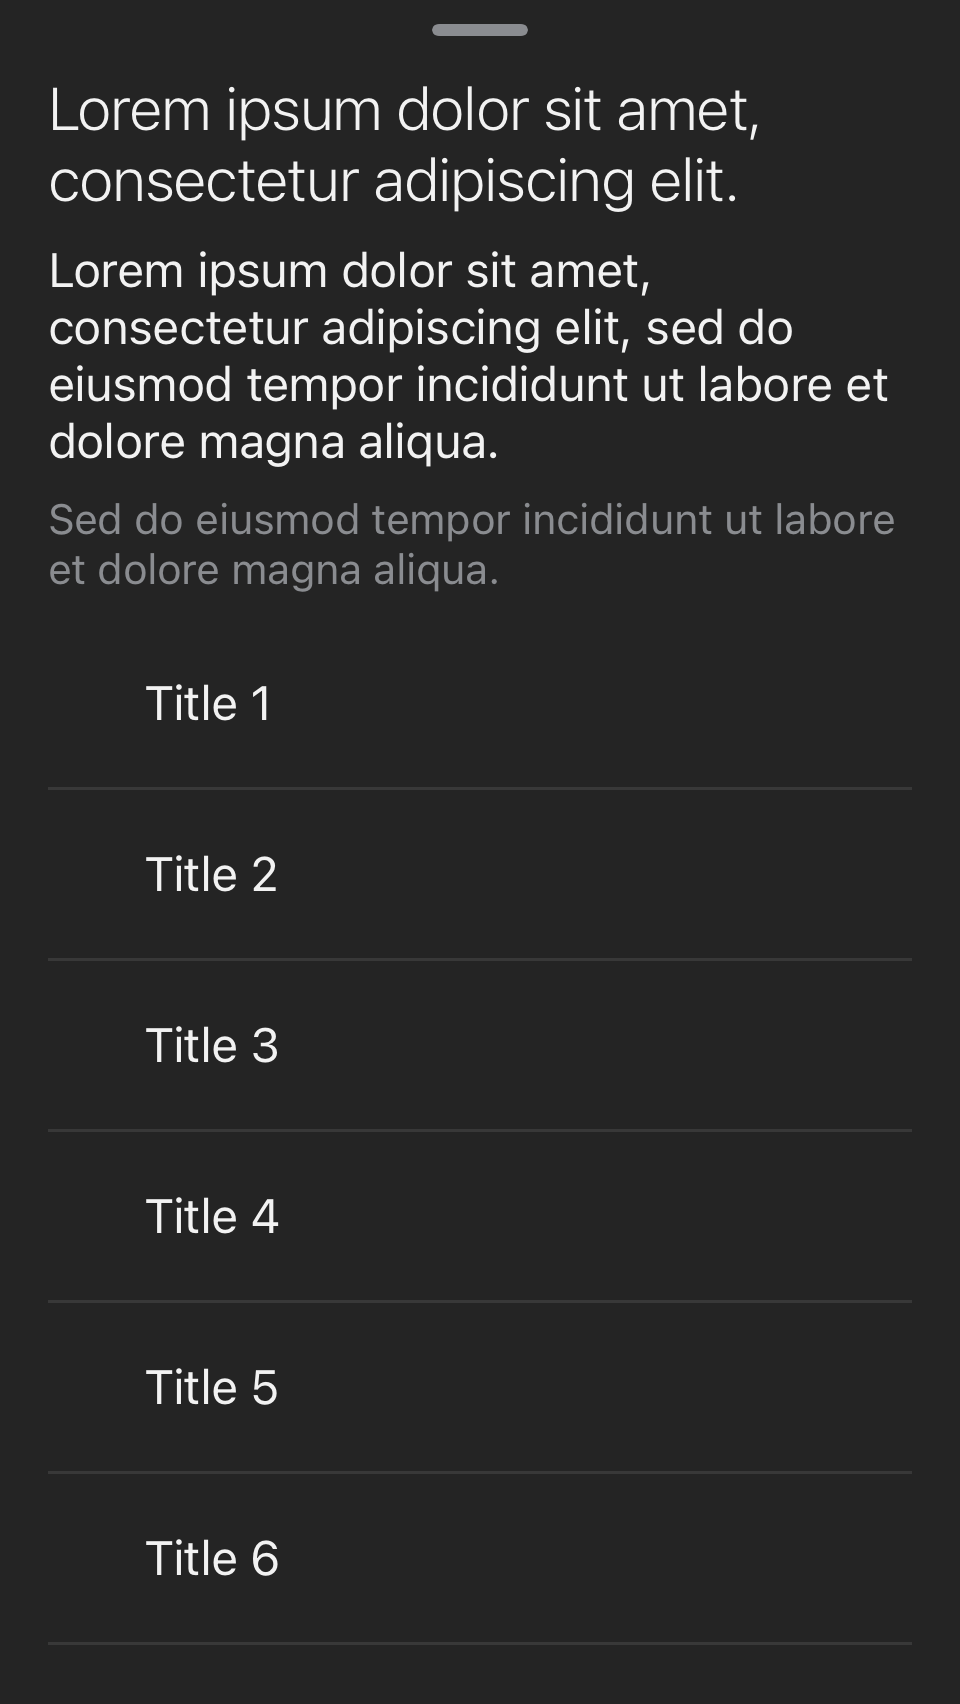 Lorem ipsum dolor sit amet,
consectetur adipiscing elit.
Lorem ipsum dolor sit amet,
consectetur adipiscing elit, sed do
eiusmod tempor incididunt ut labore et
dolore magna aliqua.
Sed do eiusmod tempor incididunt ut labore
et dolore magna aliqua.
Title 1
Title 2
Title 3
Title 4
Title 5
Title 6